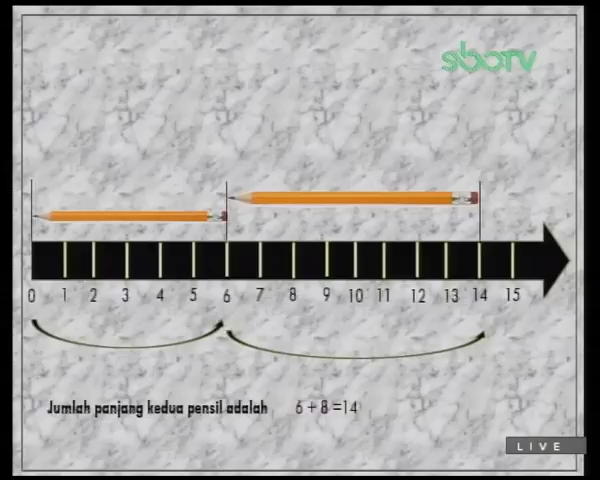 sboTV
0 1 2 3 4 5 6 7 8 9 10 11 12 13 14 15
Jumlah panjang kedua pensil adalah 6 + 8 =14
LIVE